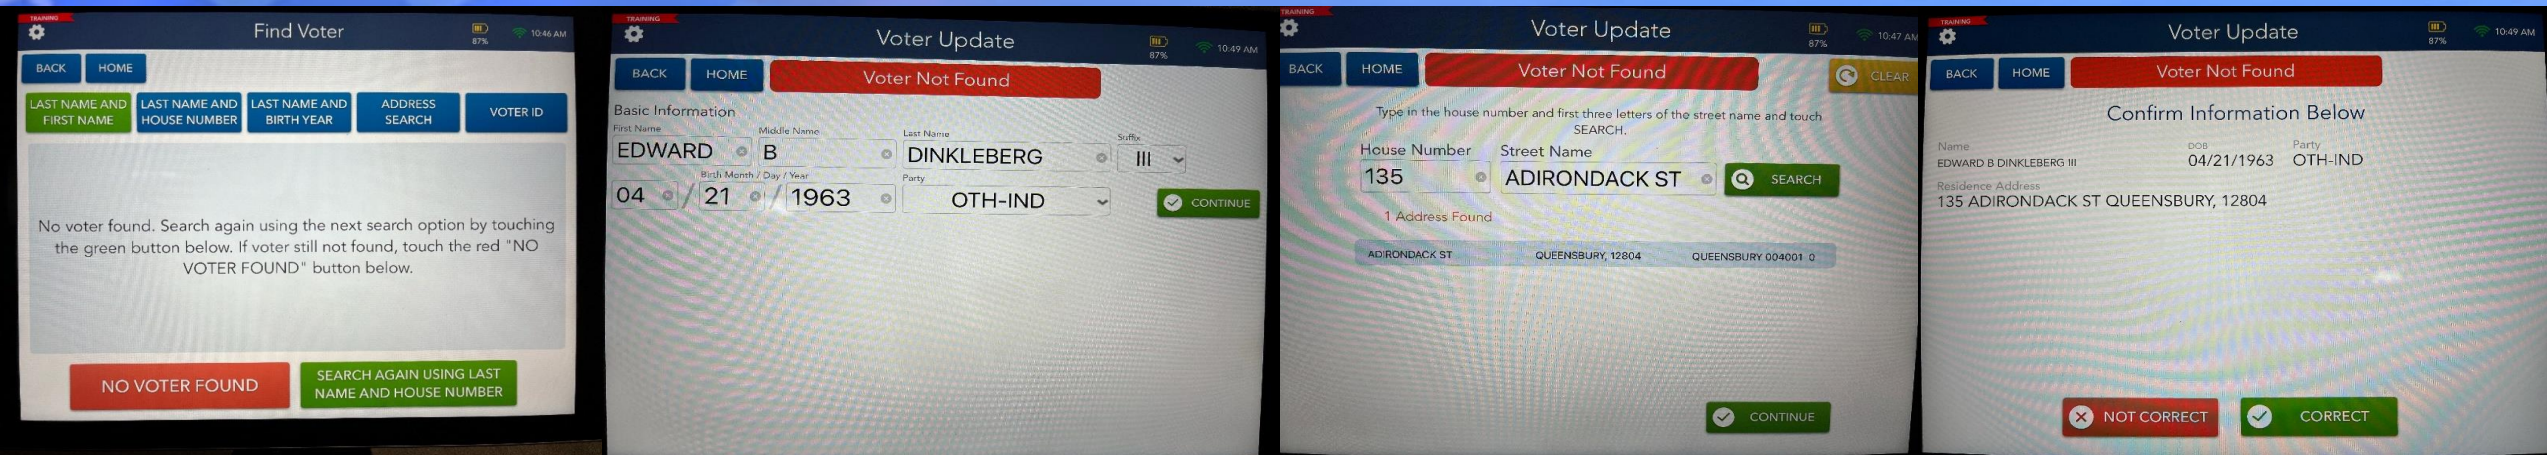 TRAINING
Find Voter
87%
10:46 AM
BACK
HOME
LAST NAME AND
FIRST NAME
LAST NAME AND
HOUSE NUMBER
LAST NAME AND
BIRTH YEAR
ADDRESS
SEARCH
VOTER ID
No voter found. Search again using the next search option by touching
the green button below. If voter still not found, touch the red "NO
VOTER FOUND" button below.
NO VOTER FOUND
SEARCH AGAIN USING LAST
NAME AND HOUSE NUMBER
TRAINING
Voter Update
87%
10:49 AM
BACK
HOME
Voter Not Found
Basic Information
First Name
Middle Name
Last Name
Suffix
EDWARD
B
DINKLEBERG
III
Birth Month / Day / Year
Party
04 / 21 / 1963
OTH-IND
CONTINUE
TRAINING
Voter Update
87%
10:47 AM
BACK
HOME
Voter Not Found
CLEAR
Type in the house number and first three letters of the street name and touch
SEARCH.
House Number
Street Name
135
ADIRONDACK ST
SEARCH
1 Address Found
ADIRONDACK ST
QUEENSBURY, 12804
QUEENSBURY 004001 0
CONTINUE
TRAINING
Voter Update
87%
10:49 AM
BACK
HOME
Voter Not Found
Confirm Information Below
Name
DOB
Party
EDWARD B DINKLEBERG III
04/21/1963
OTH-IND
Residence Address
135 ADIRONDACK ST QUEENSBURY, 12804
NOT CORRECT
CORRECT